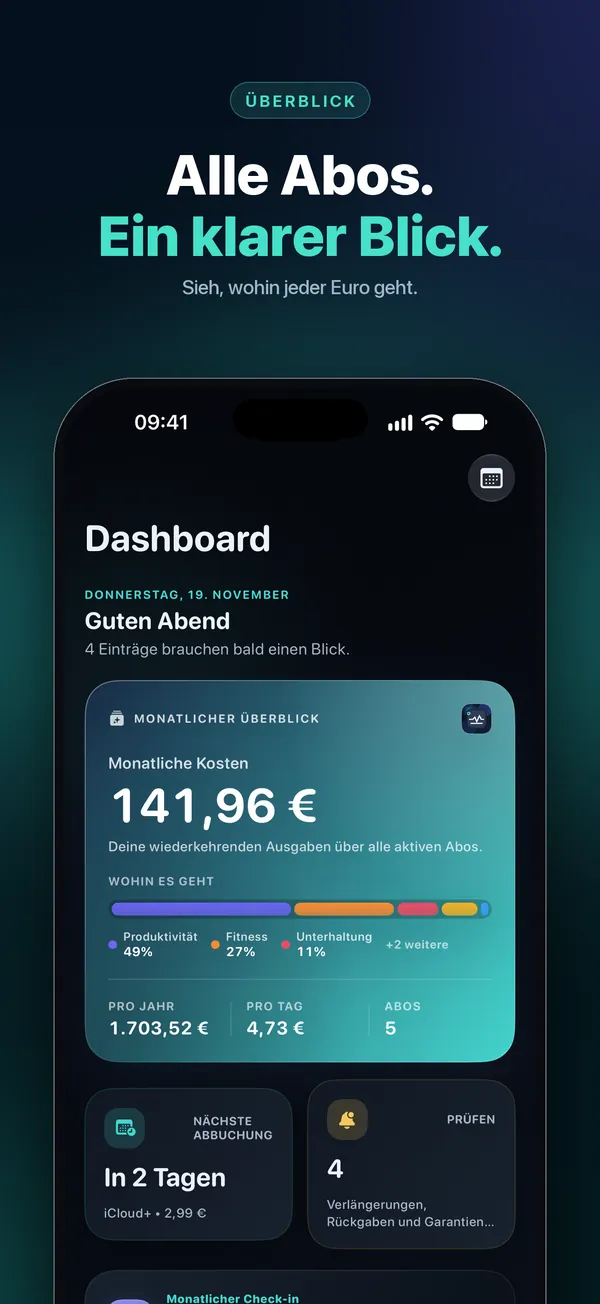 ÜBERBLICK
Alle Abos.
Ein klarer Blick.
Sieh, wohin jeder Euro geht.
09:41
Dashboard
DONNERSTAG, 19. NOVEMBER
Guten Abend
4 Einträge brauchen bald einen Blick.
MONATLICHER ÜBERBLICK
Monatliche Kosten
141,96 €
Deine wiederkehrenden Ausgaben über alle aktiven Abos.
WOHIN ES GEHT
Produktivität Fitness Unterhaltung +2 weitere
49% 27% 11%
PRO JAHR PRO TAG ABOS
1.703,52 € 4,73 € 5
NÄCHSTE
ABBUCHUNG
In 2 Tagen
iCloud+ • 2,99 €
PRÜFEN
4
Verlängerungen,
Rückgaben und Garantien...
Monatlicher Check-in